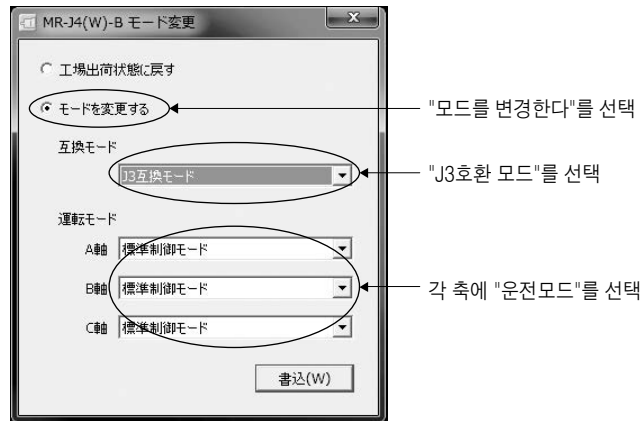 MR-J4(W)-B モード変更
工場出荷状態に戻す
モードを変更する
"모드를 변경한다"를 선택
互換モード
J3互換モード
"J3호환 모드"를 선택
運転モード
A軸 標準制御モード
B軸 標準制御モード
각 축에 "운전모드"를 선택
C軸 標準制御モード
書込(W)